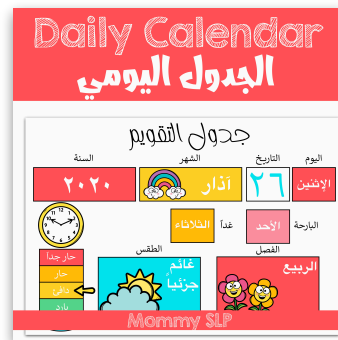 Daily Calendar
الجدول اليومي
جدول التقويم
اليوم التاريخ الشهر السنة
الإثنين ٢٦ آذار ٢٠٢٠
البارحة الأحد غداً الثلاثاء
الفصل الطقس
الربيع
غائم جزئياً
حار جداً
حار
دافئ
بارد
Mommy SLP